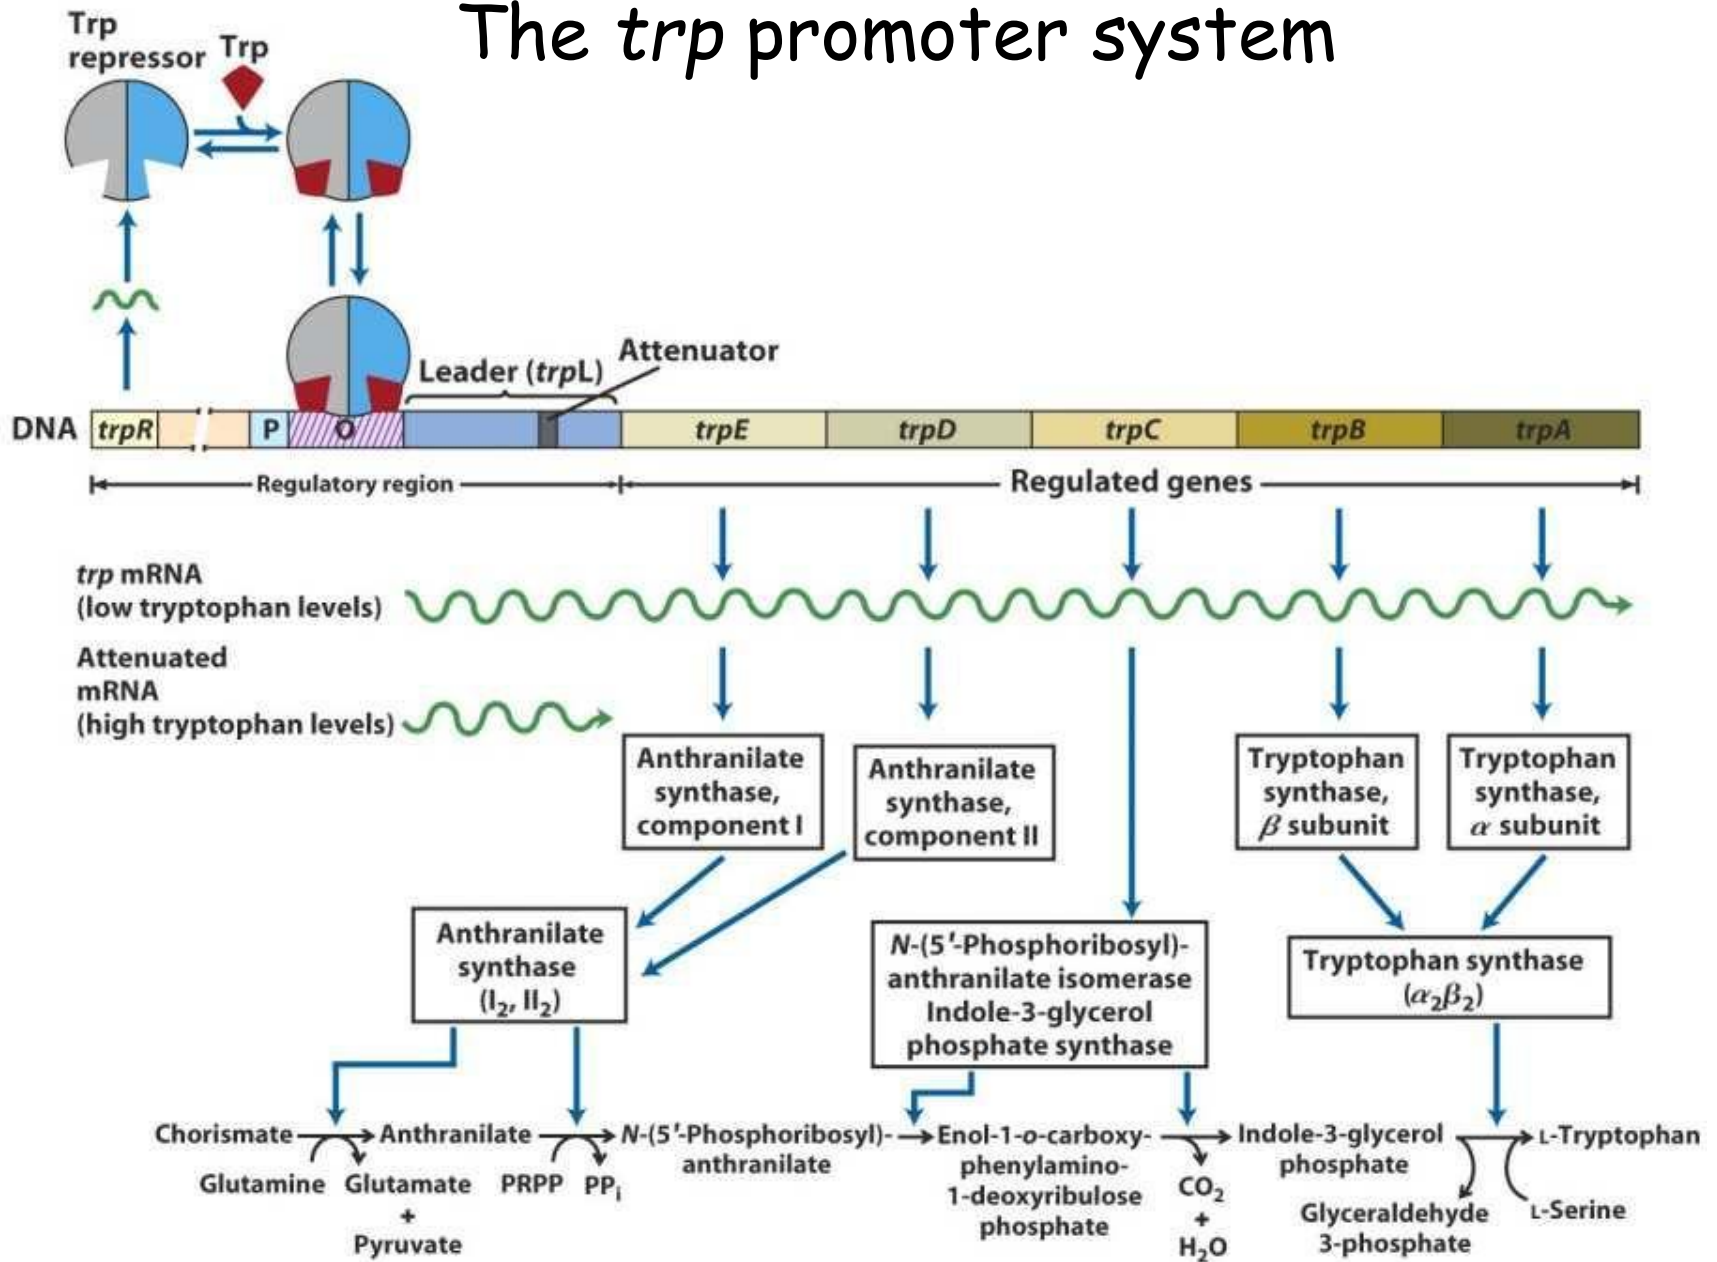 The trp promoter system
Trp
repressor
Trp
Leader (trpL)
Attenuator
DNA
trpR
P
O
trpE
trpD
trpC
trpB
trpA
Regulatory region
Regulated genes
trp mRNA
(low tryptophan levels)
Attenuated
mRNA
(high tryptophan levels)
Anthranilate
synthase,
component I
Anthranilate
synthase,
component II
Tryptophan
synthase,
β subunit
Tryptophan
synthase,
α subunit
Anthranilate
synthase
(I₂, II₂)
N-(5′-Phosphoribosyl)-
anthranilate isomerase
Indole-3-glycerol
phosphate synthase
Tryptophan synthase
(α₂β₂)
Chorismate
Glutamine
Glutamate
+
Pyruvate
Anthranilate
PRPP
PPᵢ
N-(5′-Phosphoribosyl)-
anthranilate
Enol-1-o-carboxy-
phenylamino-
1-deoxyribulose
phosphate
CO₂
+
H₂O
Indole-3-glycerol
phosphate
Glyceraldehyde
3-phosphate
L-Serine
L-Tryptophan